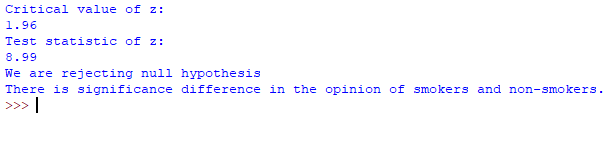 Critical value of z:
1.96
Test statistic of z:
8.99
We are rejecting null hypothesis
There is significance difference in the opinion of smokers and non-smokers.
>>>